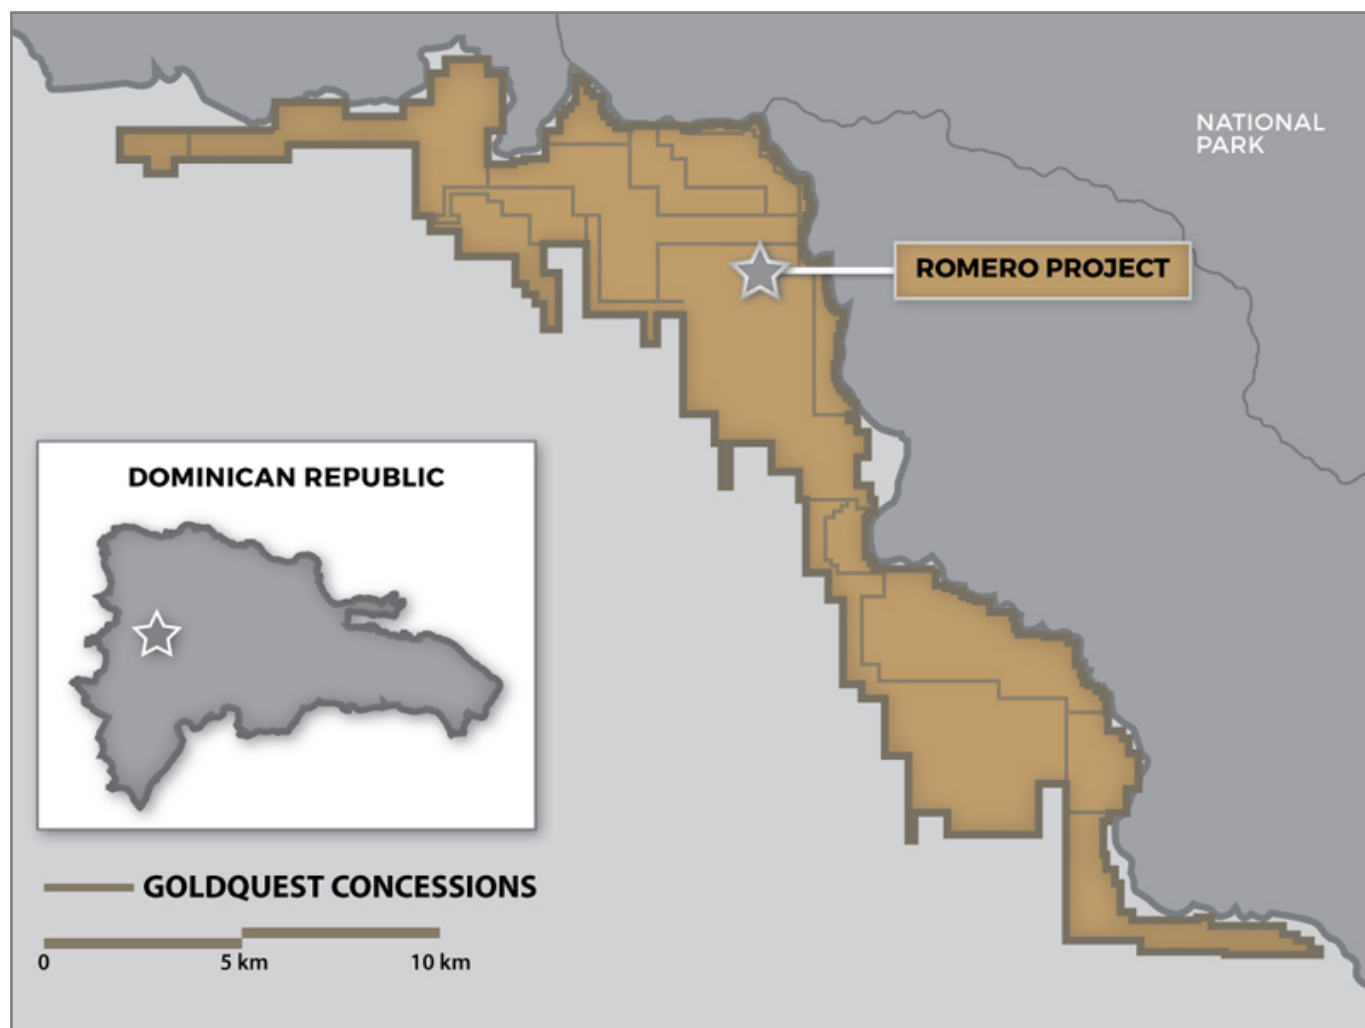 NATIONAL
PARK
ROMERO PROJECT
DOMINICAN REPUBLIC
GOLDQUEST CONCESSIONS
0 5 km 10 km